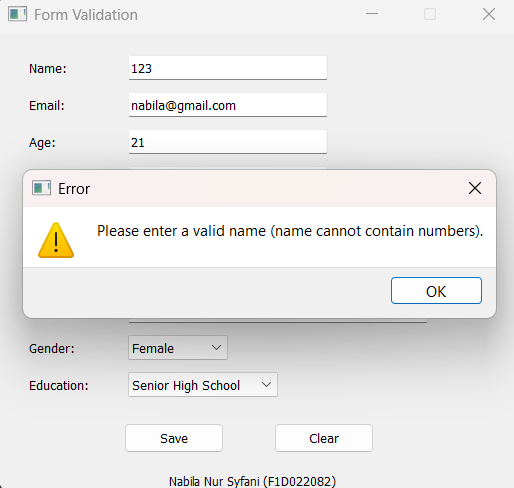 Form Validation
Name: 123
Email: nabila@gmail.com
Age: 21
Error
Please enter a valid name (name cannot contain numbers).
OK
Gender: Female
Education: Senior High School
Save Clear
Nabila Nur Syfani (F1D022082)